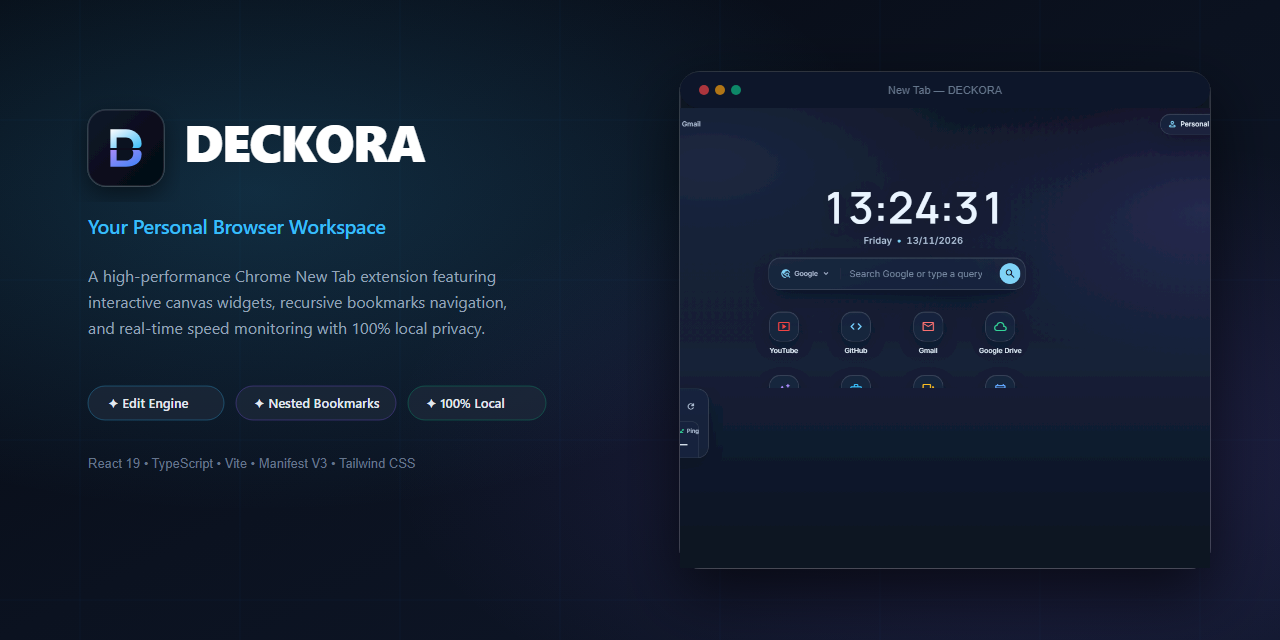 D
DECKORA
Your Personal Browser Workspace
A high-performance Chrome New Tab extension featuring
interactive canvas widgets, recursive bookmarks navigation,
and real-time speed monitoring with 100% local privacy.
✦ Edit Engine
✦ Nested Bookmarks
✦ 100% Local
React 19 • TypeScript • Vite • Manifest V3 • Tailwind CSS
New Tab — DECKORA
Gmail
Personal
13:24:31
Friday • 13/11/2026
Google
Search Google or type a query
YouTube
GitHub
Gmail
Google Drive
Ping